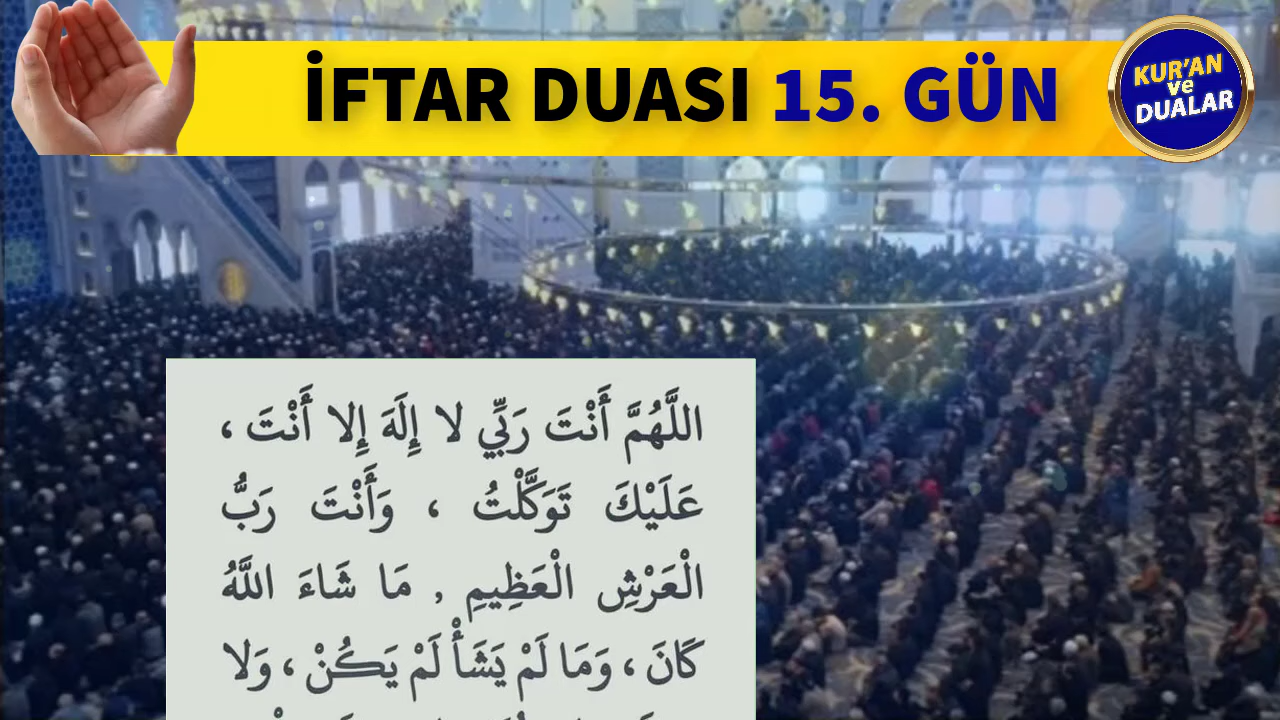 İFTAR DUASI 15. GÜN
KUR'AN
ve
DUALAR
اللَّهُمَّ أَنْتَ رَبِّي لا إِلَهَ إِلا أَنْتَ ،
عَلَيْكَ تَوَكَّلْتُ ، وَأَنْتَ رَبُّ
الْعَرْشِ الْعَظِيمِ , مَا شَاءَ اللَّهُ
كَانَ ، وَمَا لَمْ يَشَأْ لَمْ يَكُنْ ، وَلا